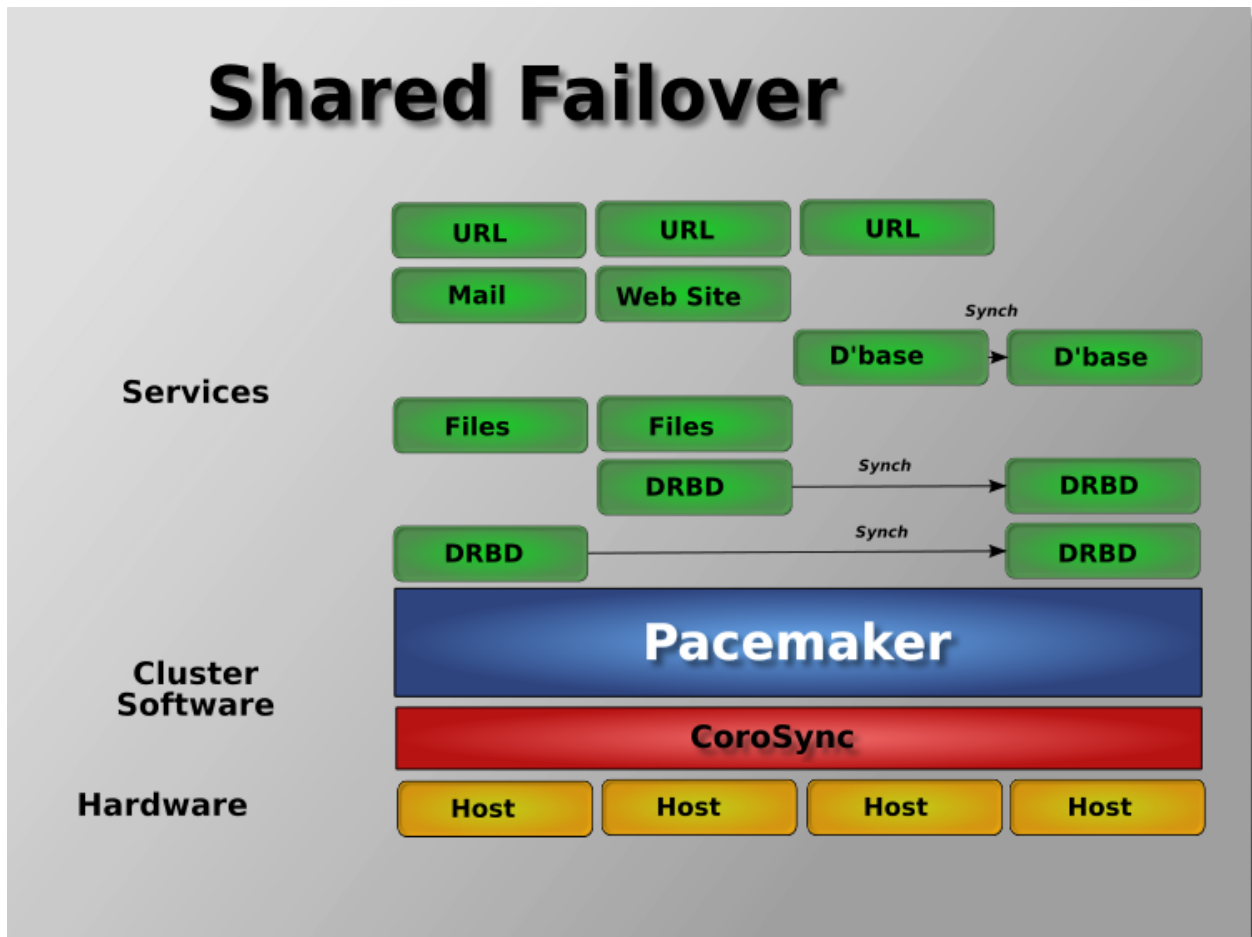 Shared Failover
URL
URL
URL
Mail
Web Site
Synch
D'base
D'base
Services
Files
Files
Synch
DRBD
DRBD
Synch
DRBD
DRBD
Pacemaker
Cluster
Software
CoroSync
Hardware
Host
Host
Host
Host